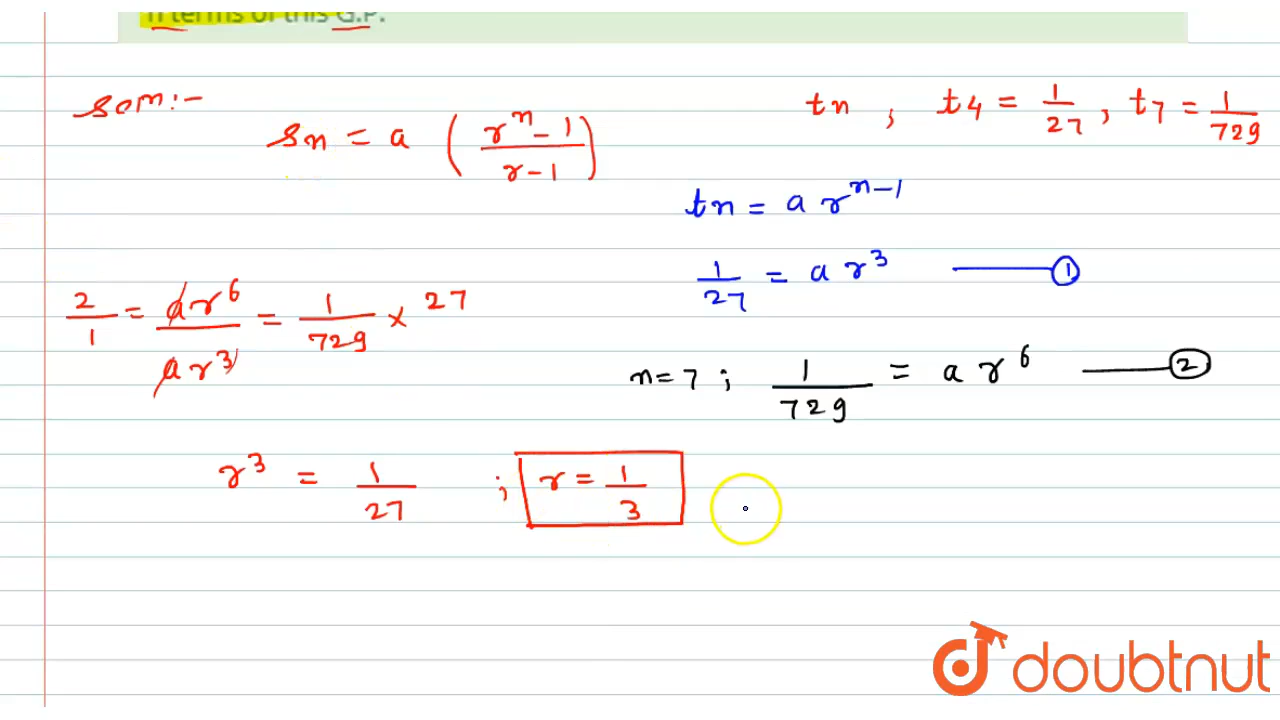 n terms of this G.P.
Soln:-
Sn = a ( r^n - 1 / r - 1 )
tn ; t4 = 1/27 , t7 = 1/729
tn = a r^n-1
1/27 = a r^3 ——— ①
2/1 = ar^6 / ar^3 = 1/729 × 27
n = 7 ; 1/729 = a r^6 ——— ②
r^3 = 1/27 ; r = 1/3
doubtnut